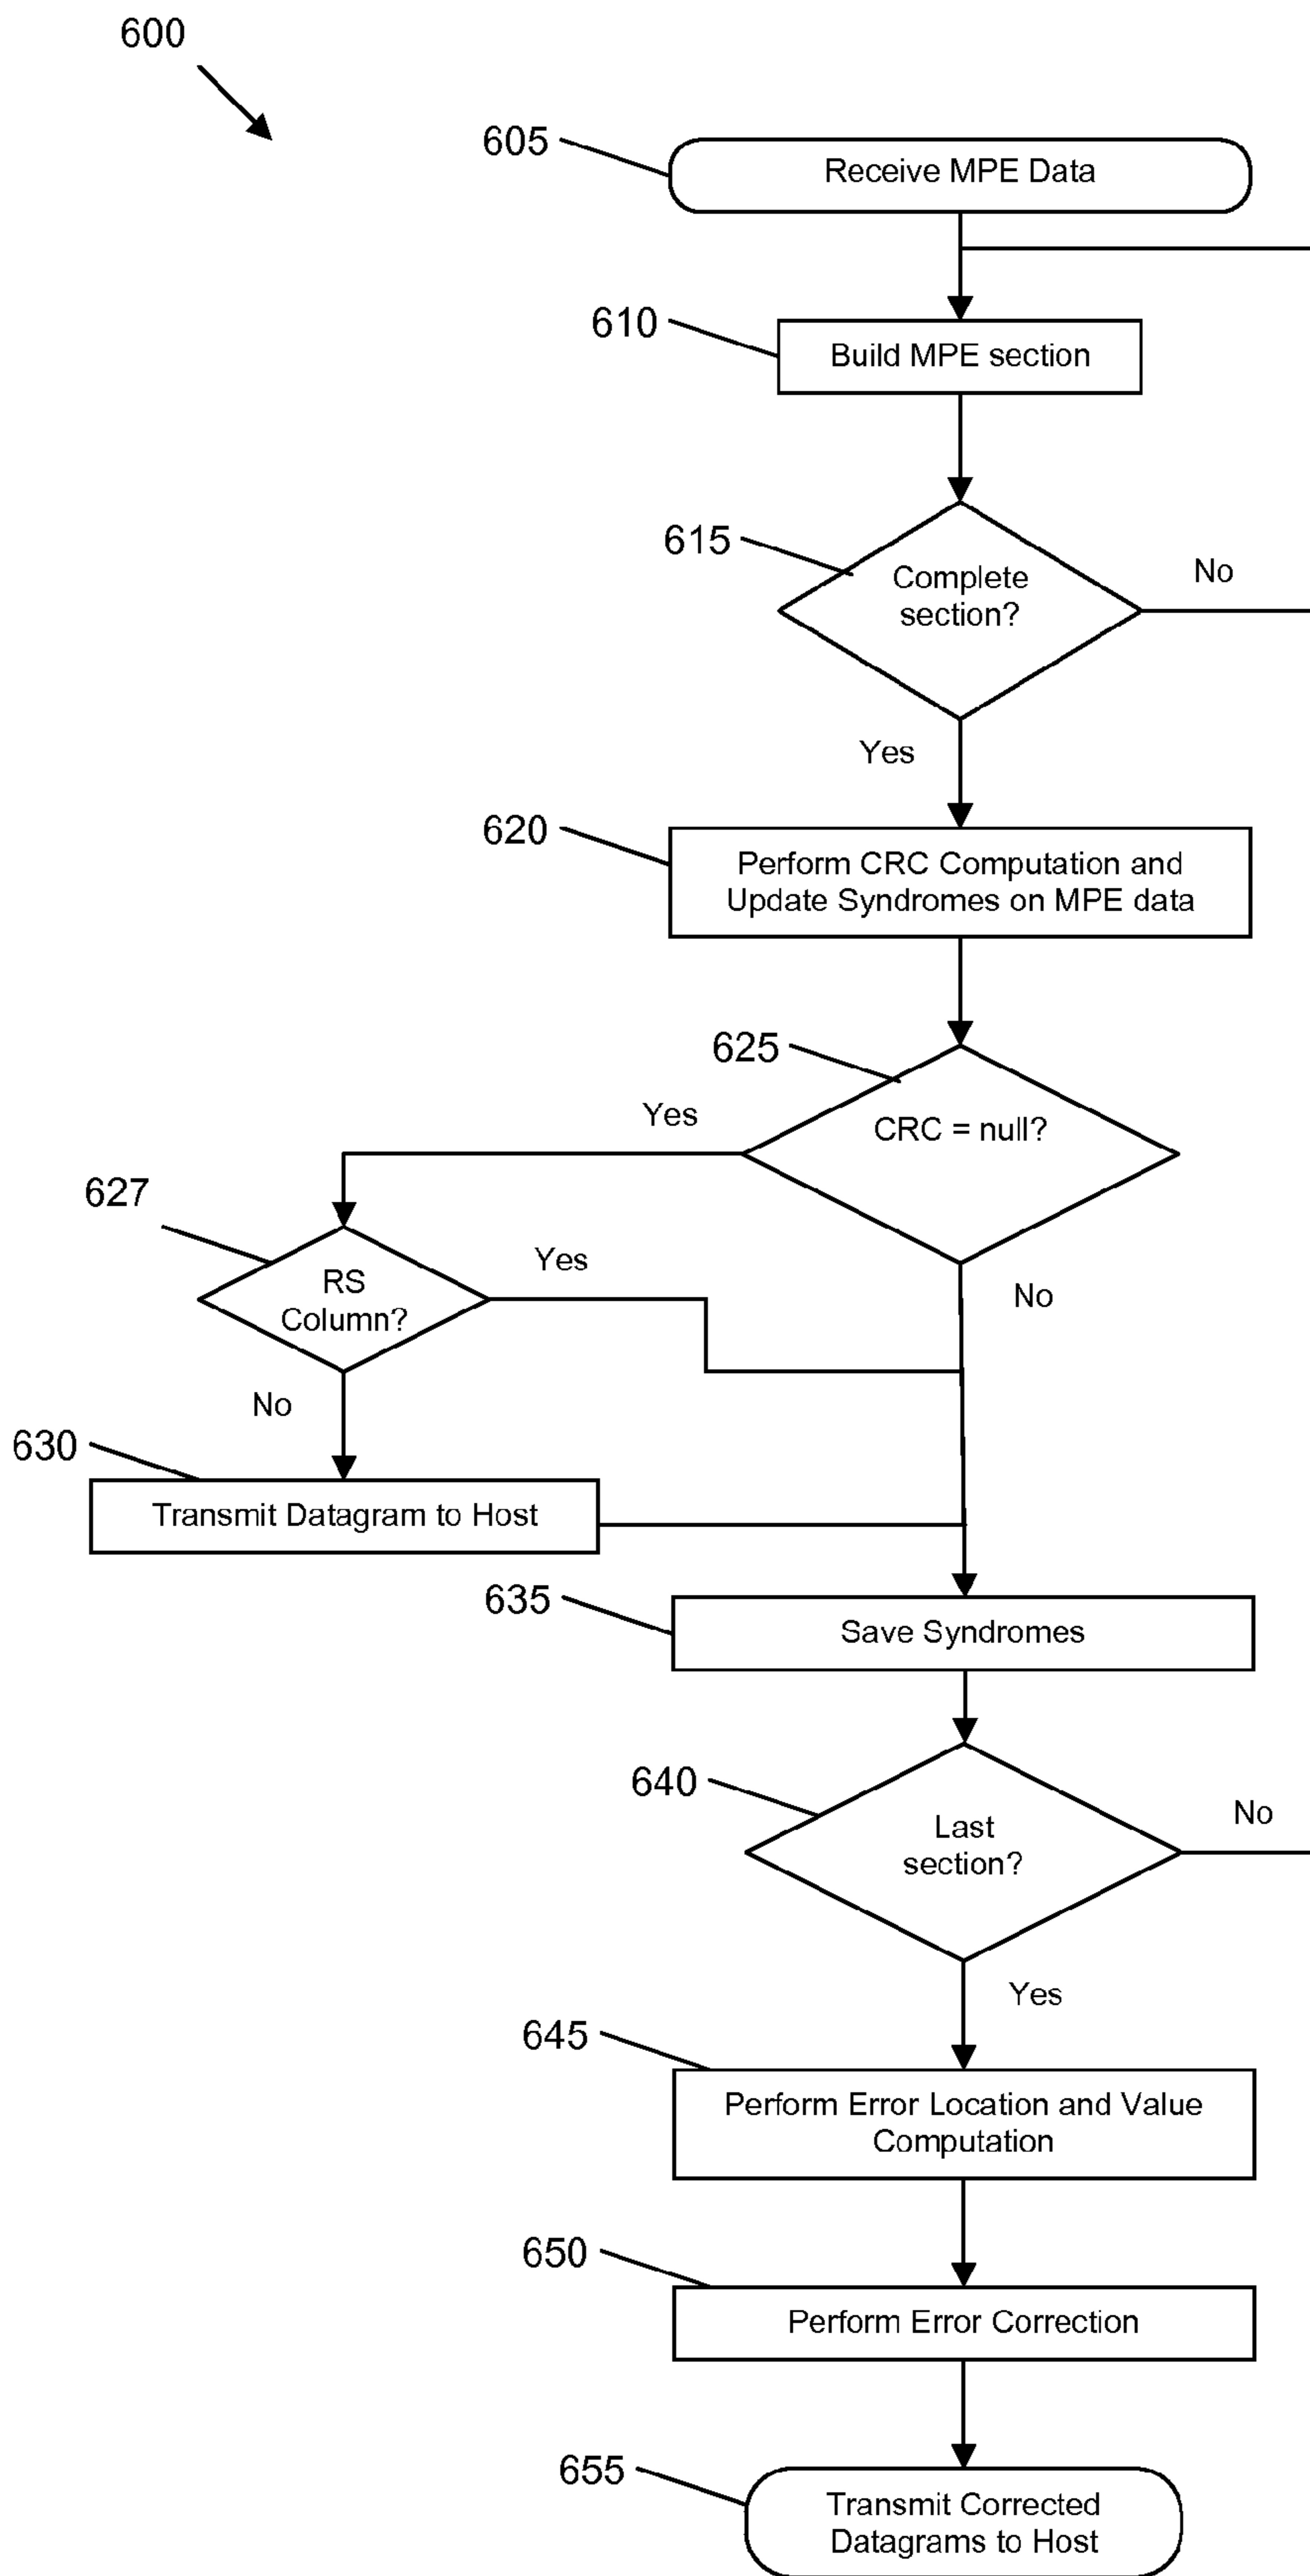 600
605
Receive MPE Data
610
Build MPE section
615
Complete
section?
No
Yes
620
Perform CRC Computation and
Update Syndromes on MPE data
625
CRC = null?
Yes
No
627
RS
Column?
Yes
No
630
Transmit Datagram to Host
635
Save Syndromes
640
Last
section?
No
Yes
645
Perform Error Location and Value
Computation
650
Perform Error Correction
655
Transmit Corrected
Datagrams to Host